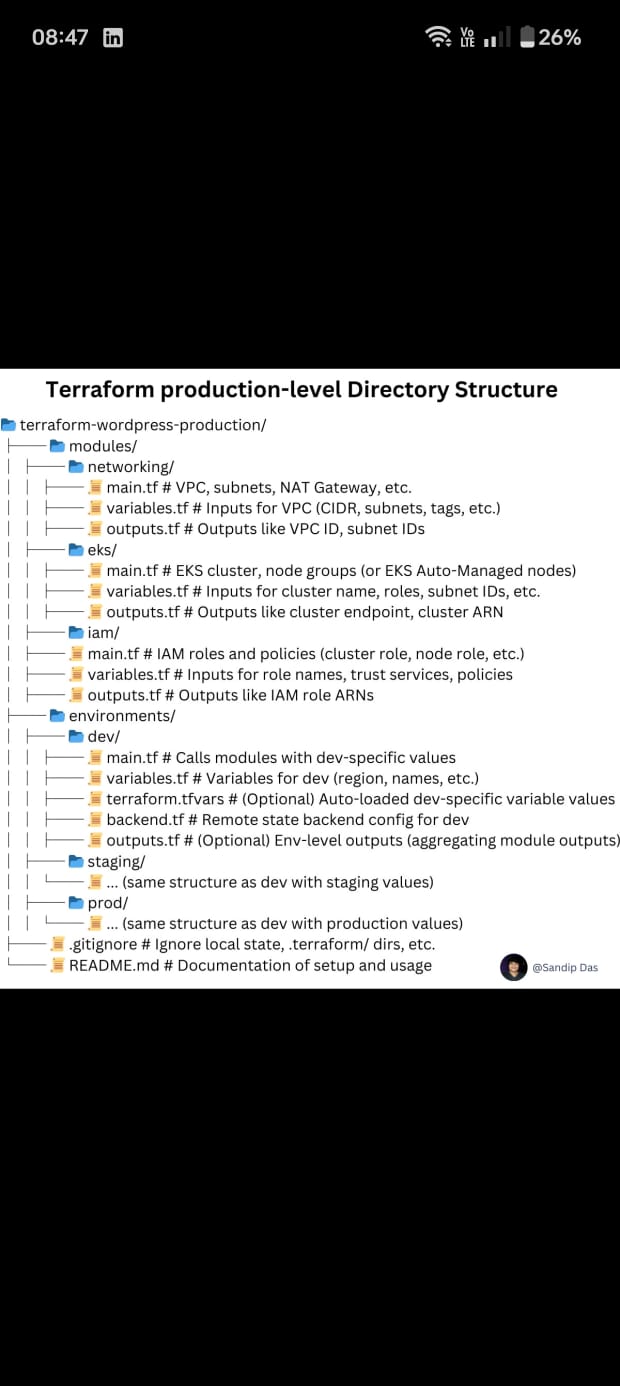 08:47 in Vo LTE 26%
Terraform production-level Directory Structure
terraform-wordpress-production/
modules/
networking/
main.tf # VPC, subnets, NAT Gateway, etc.
variables.tf # Inputs for VPC (CIDR, subnets, tags, etc.)
outputs.tf # Outputs like VPC ID, subnet IDs
eks/
main.tf # EKS cluster, node groups (or EKS Auto-Managed nodes)
variables.tf # Inputs for cluster name, roles, subnet IDs, etc.
outputs.tf # Outputs like cluster endpoint, cluster ARN
iam/
main.tf # IAM roles and policies (cluster role, node role, etc.)
variables.tf # Inputs for role names, trust services, policies
outputs.tf # Outputs like IAM role ARNs
environments/
dev/
main.tf # Calls modules with dev-specific values
variables.tf # Variables for dev (region, names, etc.)
terraform.tfvars # (Optional) Auto-loaded dev-specific variable values
backend.tf # Remote state backend config for dev
outputs.tf # (Optional) Env-level outputs (aggregating module outputs)
staging/
... (same structure as dev with staging values)
prod/
... (same structure as dev with production values)
.gitignore # Ignore local state, .terraform/ dirs, etc.
README.md # Documentation of setup and usage
@Sandip Das